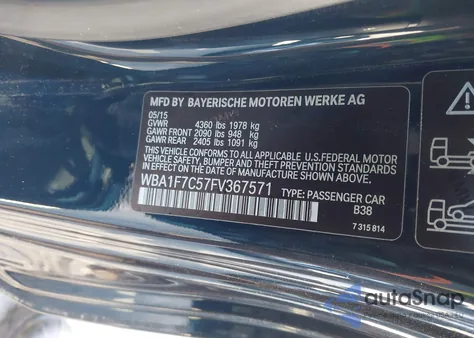 MFD BY BAYERISCHE MOTOREN WERKE AG
05/15
GVWR 4360 lbs 1978 kg
GAWR FRONT 2090 lbs 948 kg
GAWR REAR 2405 lbs 1091 kg
THIS VEHICLE CONFORMS TO ALL APPLICABLE U.S.FEDERAL MOTOR
VEHICLE SAFETY, BUMPER, AND THEFT PREVENTION STANDARDS
IN EFFECT ON THE DATE OF MANUFACTURE SHOWN ABOVE.
WBA1F7C57FV367571 TYPE: PASSENGER CAR
B38
7 315 814
autoSnap